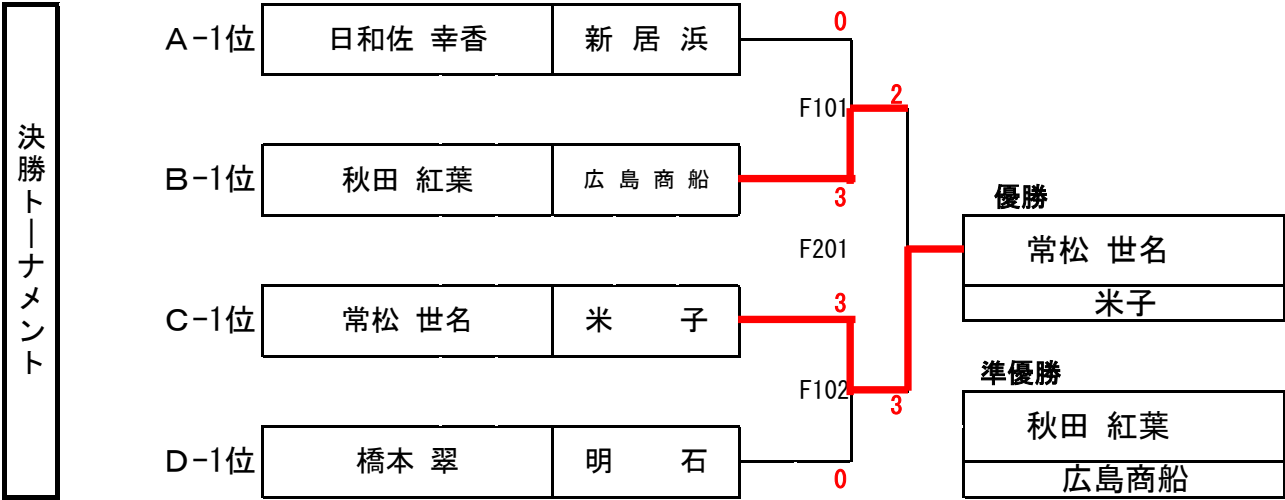 決勝トーナメント
A-1位 日和佐 幸香 新居浜 0
F101 2
B-1位 秋田 紅葉 広島商船 3
優勝
F201 常松 世名
米子
C-1位 常松 世名 米子 3
準優勝
F102 3
秋田 紅葉
D-1位 橋本 翠 明石 0
広島商船